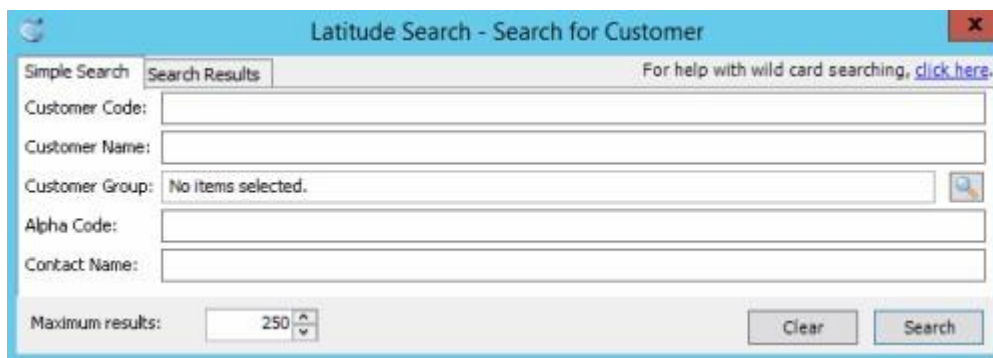 Latitude Search - Search for Customer
x
Simple Search Search Results For help with wild card searching, click here.
Customer Code:
Customer Name:
Customer Group: No items selected.
Alpha Code:
Contact Name:
Maximum results: 250 Clear Search